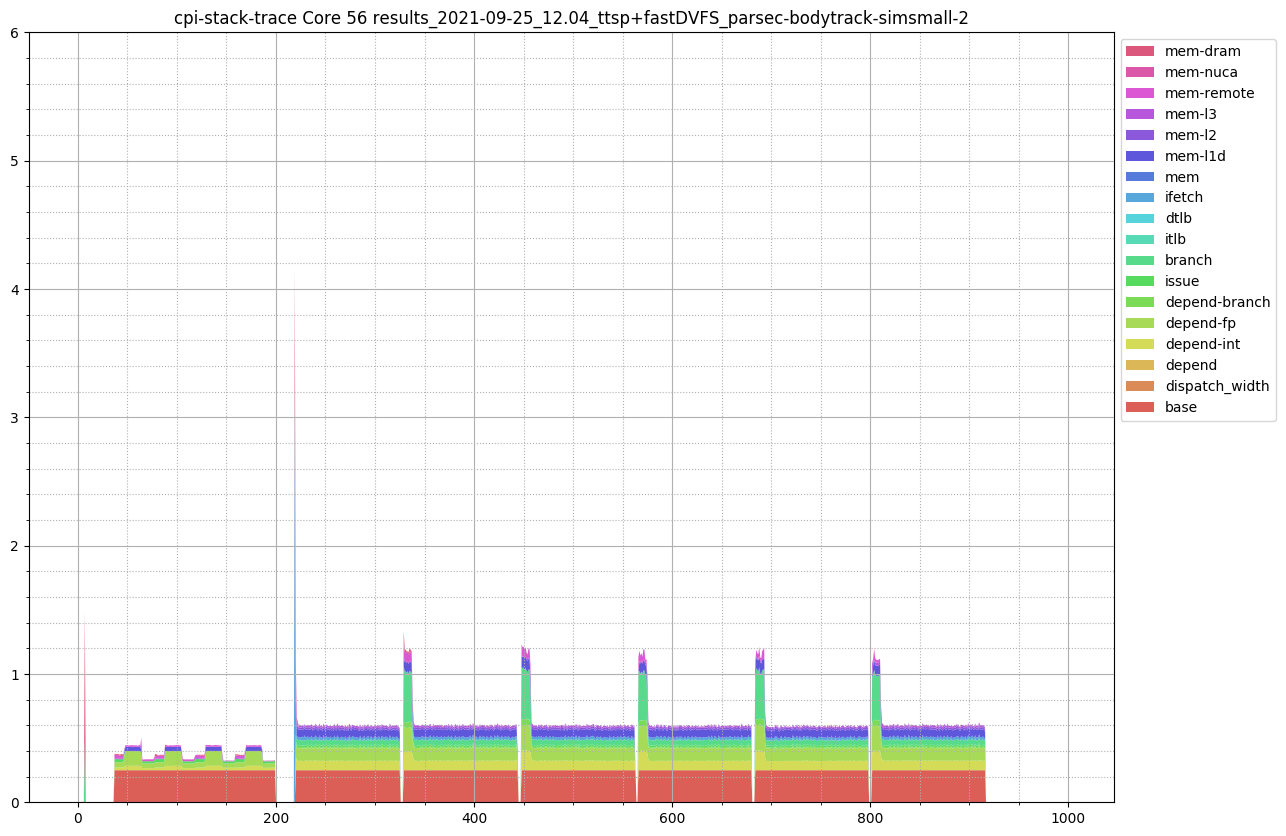 cpi-stack-trace Core 56 results_2021-09-25_12.04_ttsp+fastDVFS_parsec-bodytrack-simsmall-2
6
5
4
3
2
1
0
0 200 400 600 800 1000
mem-dram
mem-nuca
mem-remote
mem-l3
mem-l2
mem-l1d
mem
ifetch
dtlb
itlb
branch
issue
depend-branch
depend-fp
depend-int
depend
dispatch_width
base